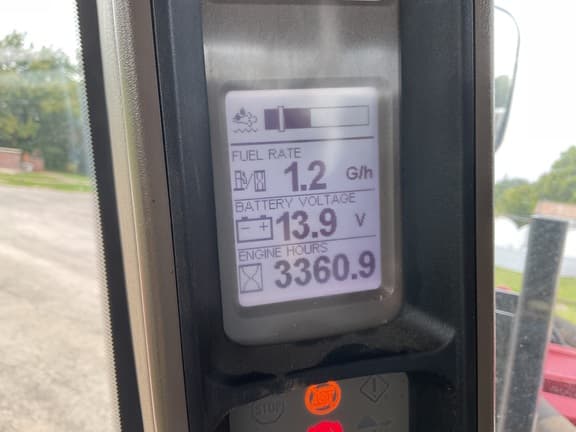 FUEL RATE
1.2 G/h
BATTERY VOLTAGE
- + 13.9 V
ENGINE HOURS
3360.9
STOP